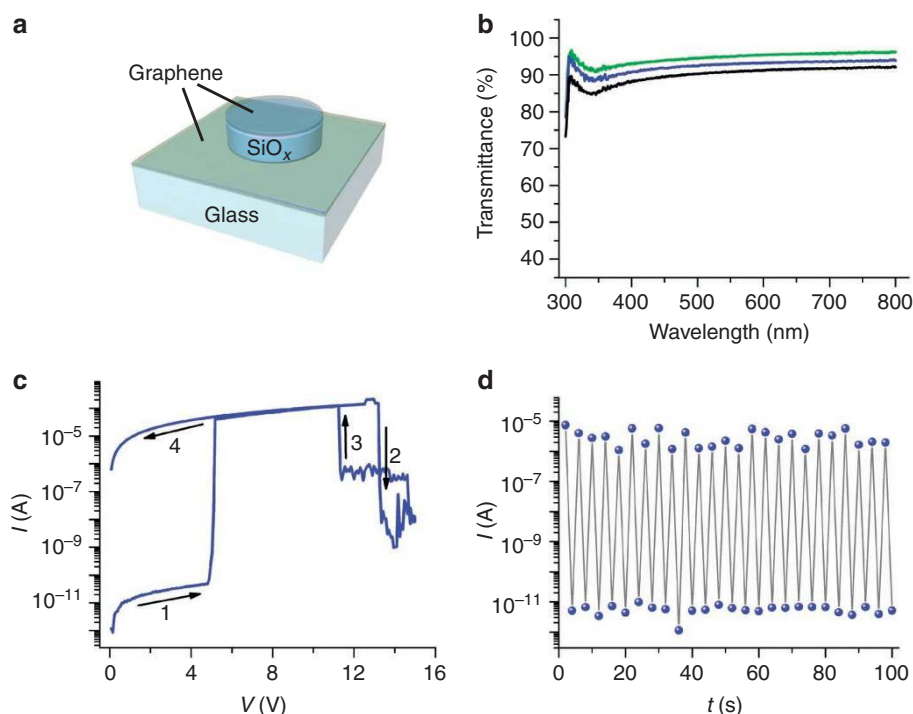 a
Graphene
SiOx
Glass
b
Transmittance (%)
100
90
80
70
60
50
40
300 400 500 600 700 800
Wavelength (nm)
c
I (A)
10⁻⁵
10⁻⁷
10⁻⁹
10⁻¹¹
4
3
2
1
0 4 8 12 16
V (V)
d
I (A)
10⁻⁵
10⁻⁷
10⁻⁹
10⁻¹¹
0 20 40 60 80 100
t (s)